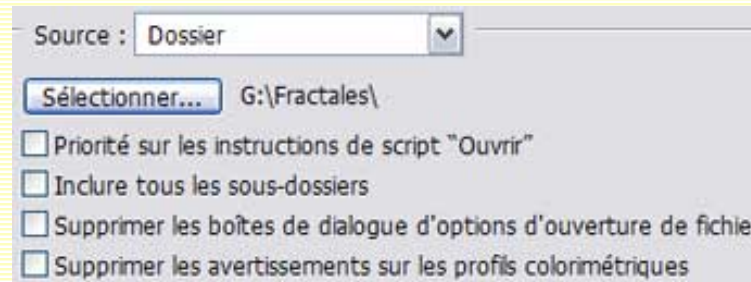 Source : Dossier
Sélectionner... G:\Fractales\
Priorité sur les instructions de script "Ouvrir"
Inclure tous les sous-dossiers
Supprimer les boîtes de dialogue d'options d'ouverture de fichie
Supprimer les avertissements sur les profils colorimétriques